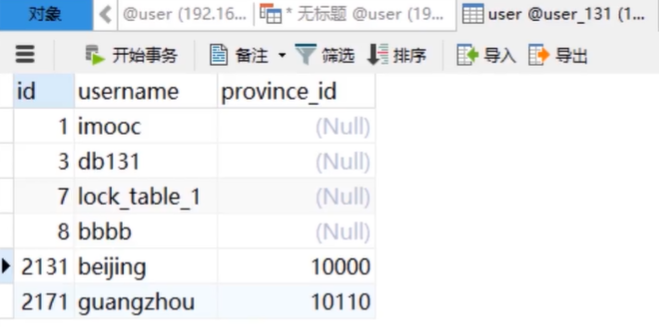 对象 @user (192.16... * 无标题 @user (19... user @user_131 (1...
开始事务 备注 筛选 排序 导入 导出
id username province_id
1 imooc (Null)
3 db131 (Null)
7 lock_table_1 (Null)
8 bbbb (Null)
2131 beijing 10000
2171 guangzhou 10110